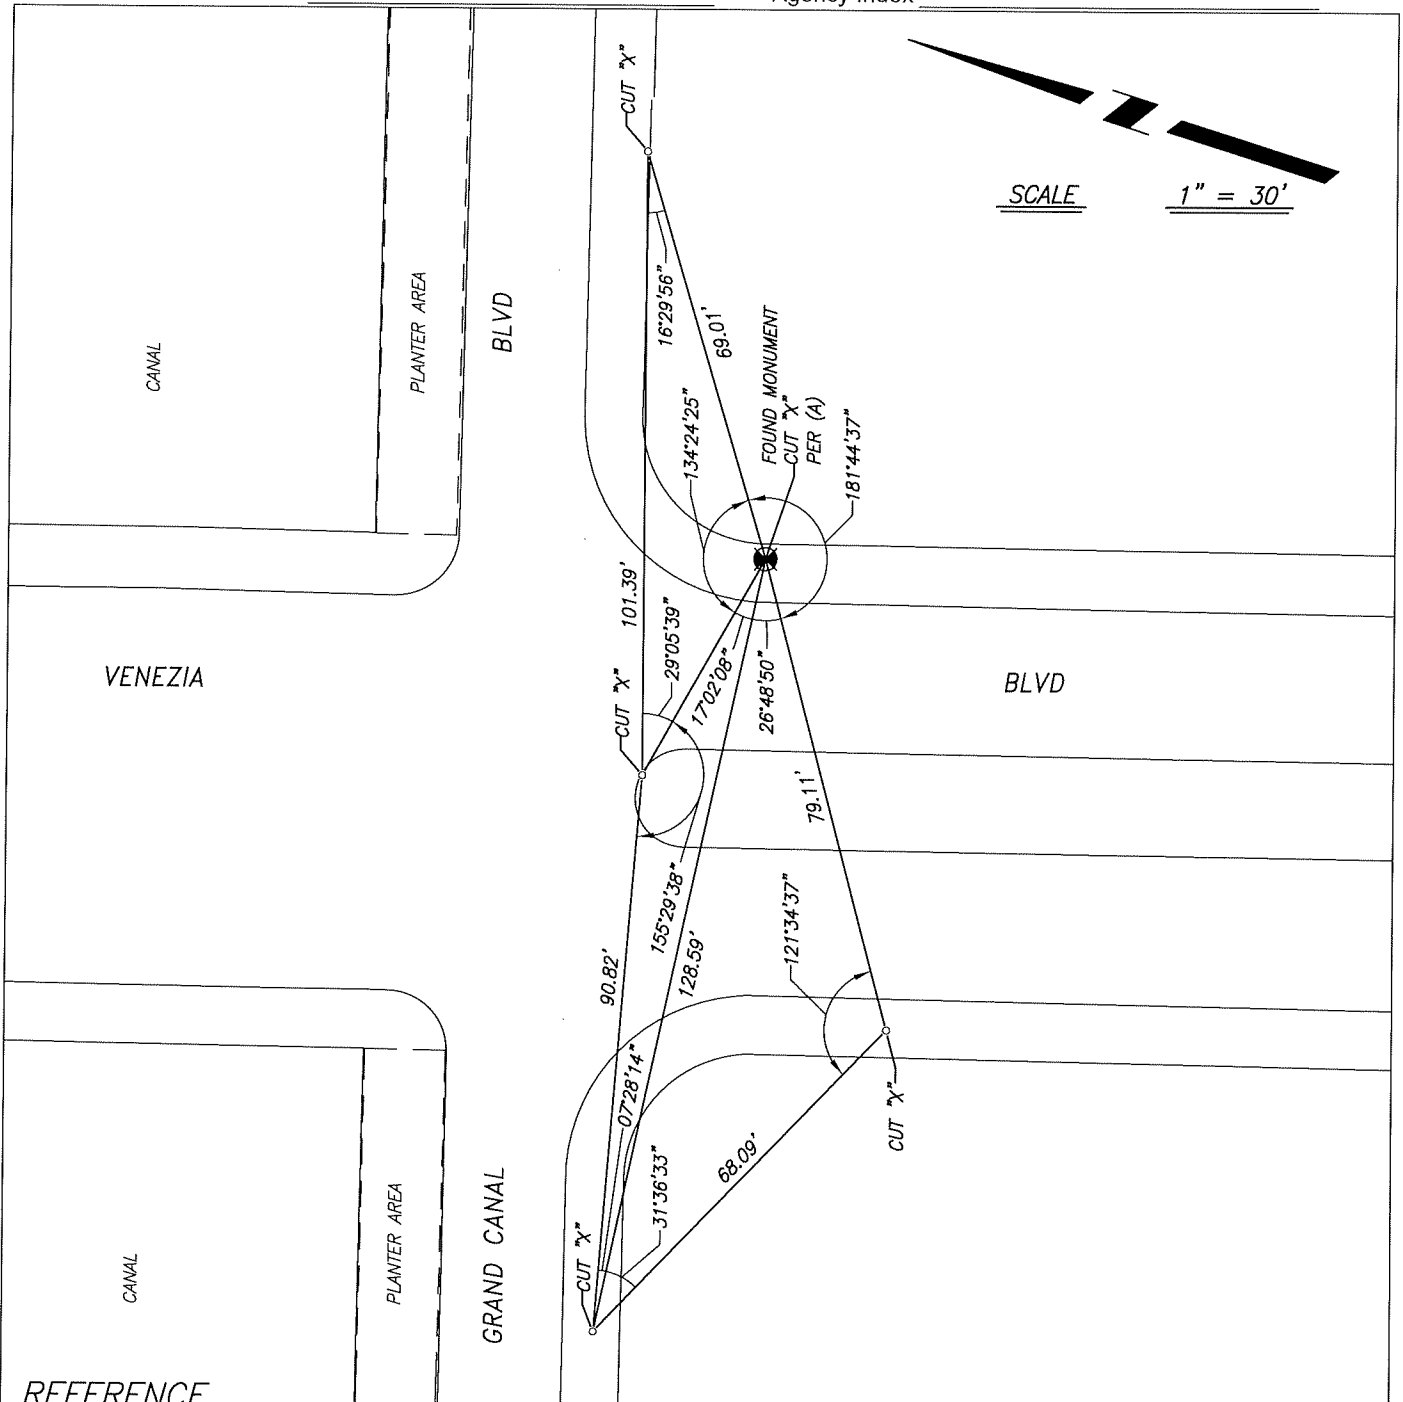 Agency Index
CUT "X"
SCALE 1" = 30'
CANAL
PLANTER AREA
BLVD
16°29'56"
69.01'
FOUND MONUMENT
CUT "X"
PER (A)
134°24'25"
181°44'37"
101.39'
29°05'39"
17°02'08"
26°48'50"
VENEZIA
BLVD
CUT "X"
79.11'
155°29'38"
128.59'
90.82'
121°34'37"
07°28'14"
CUT "X"
68.09'
31°36'33"
CUT "X"
GRAND CANAL
PLANTER AREA
CANAL
REFERENCE